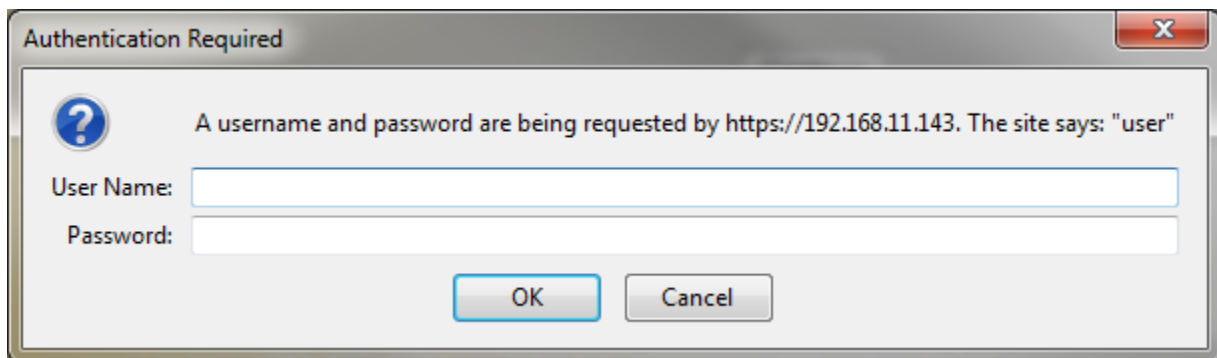 Authentication Required
A username and password are being requested by https://192.168.11.143. The site says: "user"
User Name:
Password:
OK Cancel